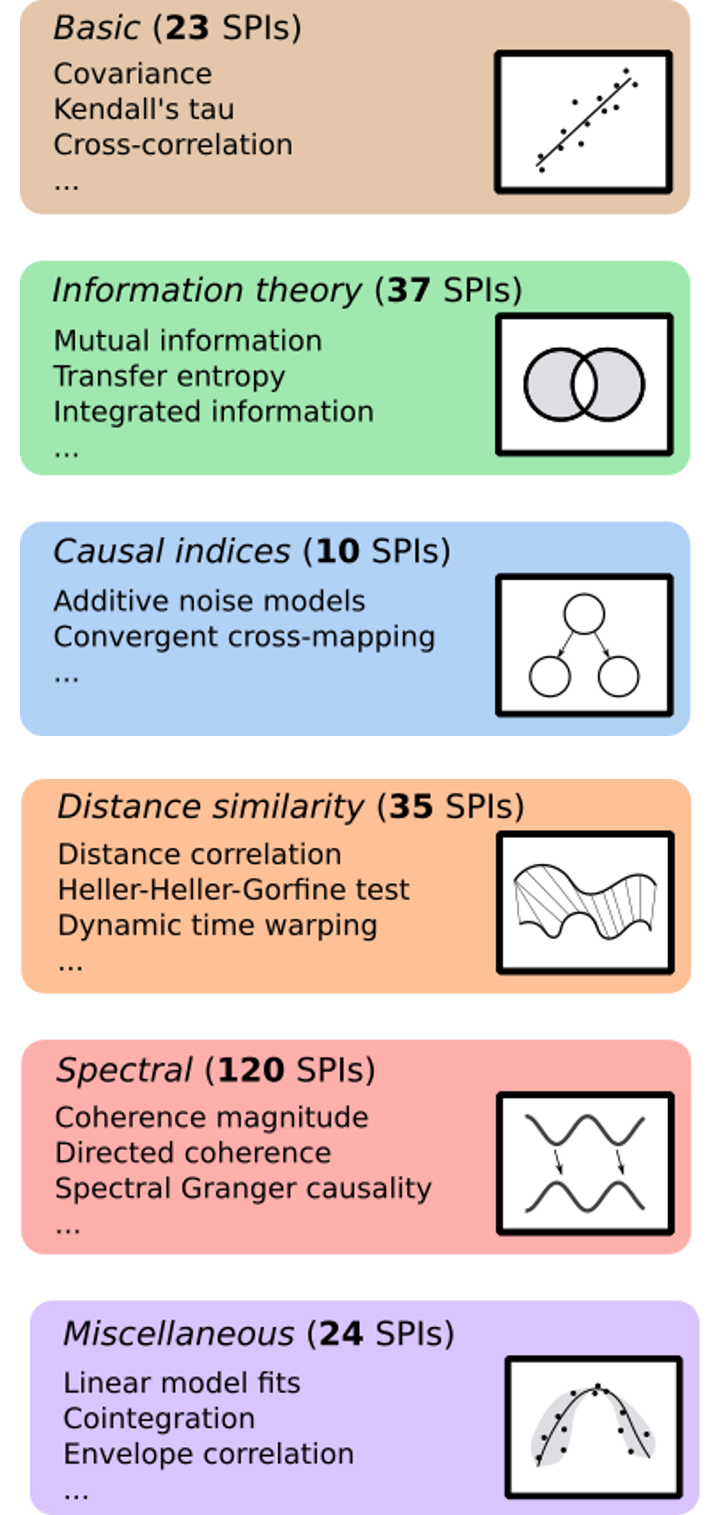 Basic (23 SPIs)
Covariance
Kendall's tau
Cross-correlation
...
Information theory (37 SPIs)
Mutual information
Transfer entropy
Integrated information
...
Causal indices (10 SPIs)
Additive noise models
Convergent cross-mapping
...
Distance similarity (35 SPIs)
Distance correlation
Heller-Heller-Gorfine test
Dynamic time warping
...
Spectral (120 SPIs)
Coherence magnitude
Directed coherence
Spectral Granger causality
...
Miscellaneous (24 SPIs)
Linear model fits
Cointegration
Envelope correlation
...